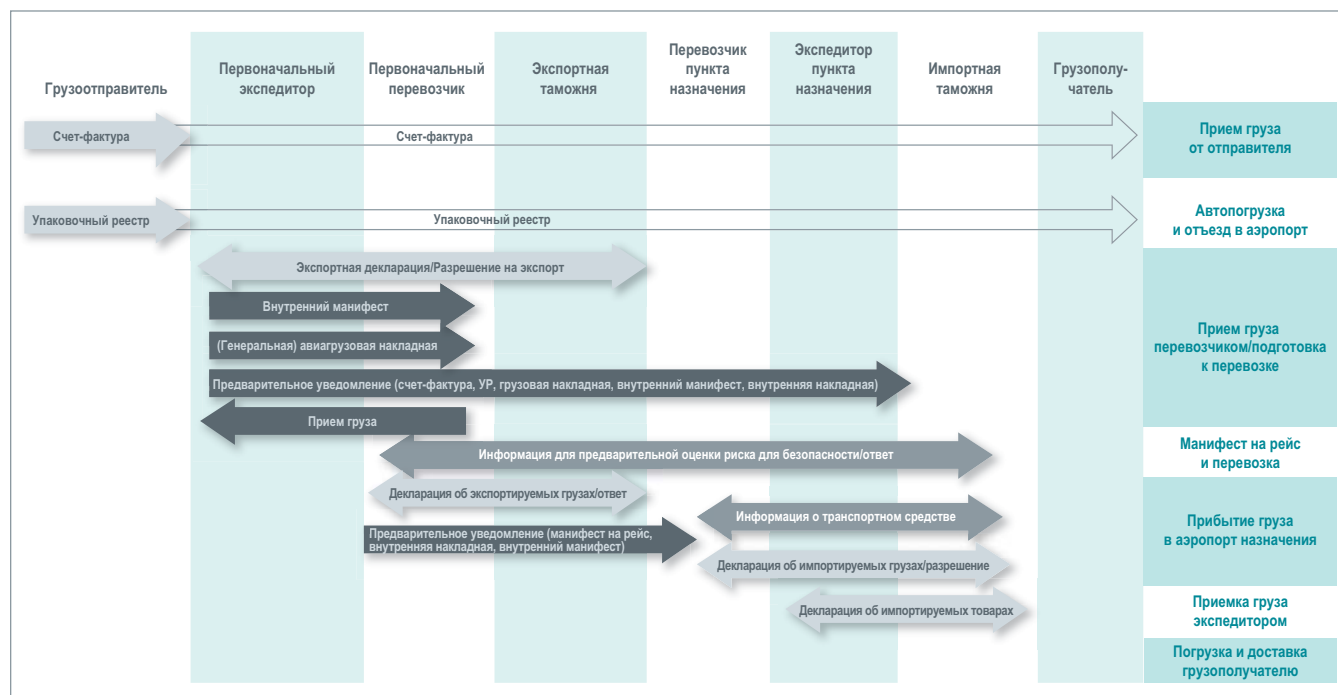 Грузоотправитель
Первоначальный
экспедитор
Первоначальный
перевозчик
Экспортная
таможня
Перевозчик
пункта
назначения
Экспедитор
пункта
назначения
Импортная
таможня
Грузополу-
чатель
Счет-фактура
Счет-фактура
Прием груза
от отправителя
Упаковочный реестр
Упаковочный реестр
Автопогрузка
и отъезд в аэропорт
Экспортная декларация/Разрешение на экспорт
Внутренний манифест
(Генеральная) авиагрузовая накладная
Предварительное уведомление (счет-фактура, УР, грузовая накладная, внутренний манифест, внутренняя накладная)
Прием груза
Прием груза
перевозчиком/подготовка
к перевозке
Информация для предварительной оценки риска для безопасности/ответ
Манифест на рейс
и перевозка
Декларация об экспортируемых грузах/ответ
Информация о транспортном средстве
Предварительное уведомление (манифест на рейс,
внутренняя накладная, внутренний манифест)
Декларация об импортируемых грузах/разрешение
Прибытие груза
в аэропорт назначения
Декларация об импортируемых товарах
Приемка груза
экспедитором
Погрузка и доставка
грузополучателю